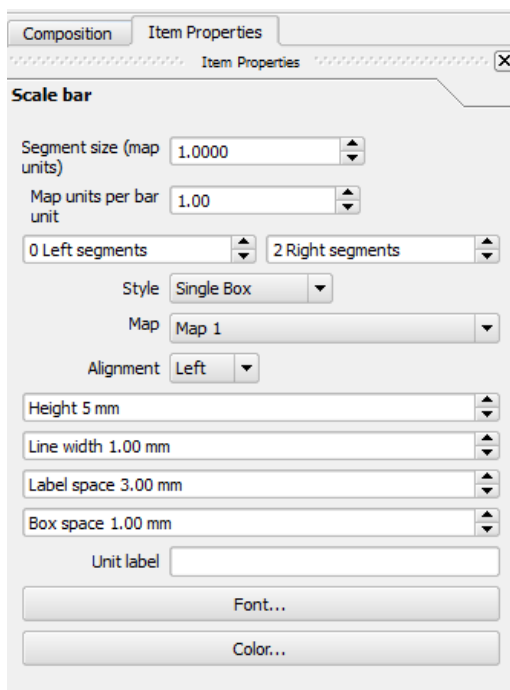 Composition
Item Properties
Item Properties
Scale bar
Segment size (map
units)
1.0000
Map units per bar
unit
1.00
0 Left segments
2 Right segments
Style
Single Box
Map
Map 1
Alignment
Left
Height 5 mm
Line width 1.00 mm
Label space 3.00 mm
Box space 1.00 mm
Unit label
Font...
Color...